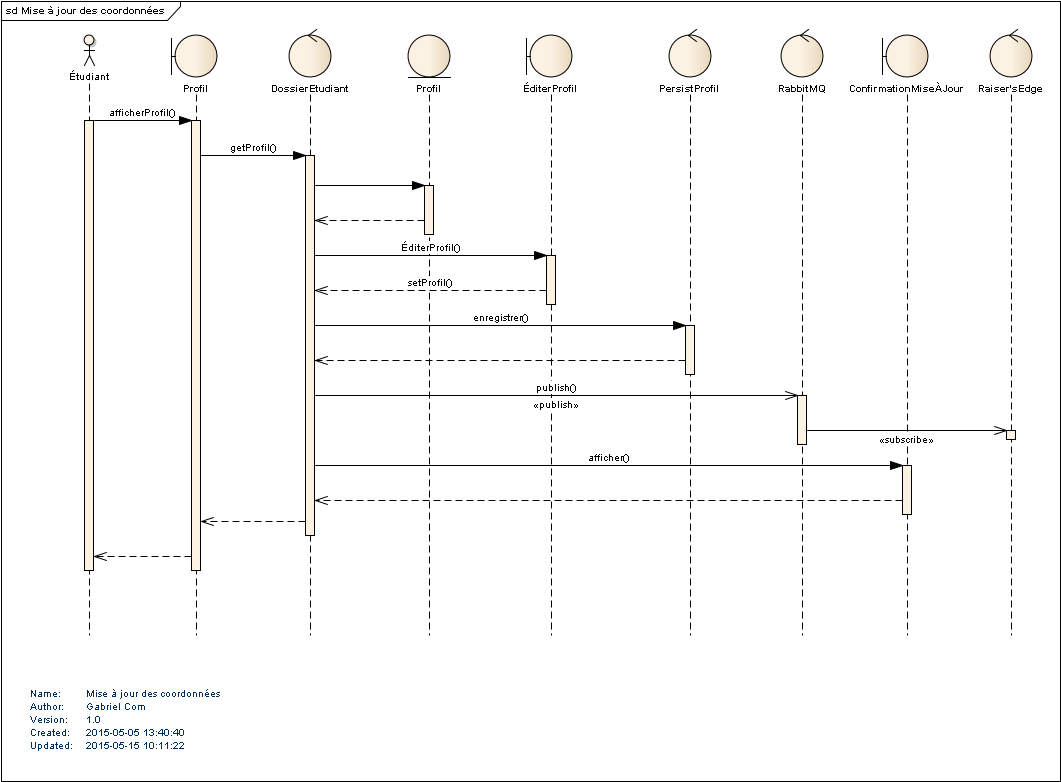 sd Mise à jour des coordonnées
Étudiant
Profil
DossierEtudiant
Profil
ÉditerProfil
PersistProfil
RabbitMQ
ConfirmationMiseÀJour
Raiser'sEdge
afficherProfil()
getProfil()
ÉditerProfil()
setProfil()
enregistrer()
publish()
«publish»
«subscribe»
afficher()
Name: Mise à jour des coordonnées
Author: Gabriel Com
Version: 1.0
Created: 2015-05-05 13:40:40
Updated: 2015-05-15 10:11:22